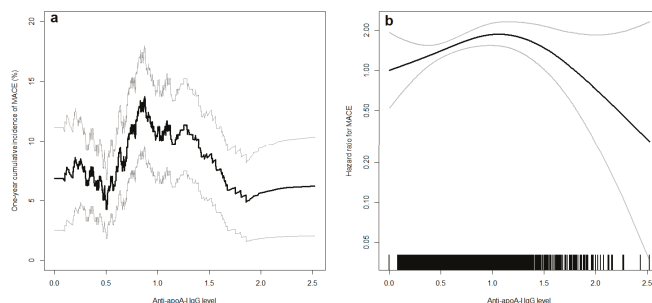 a
One-year cumulative incidence of MACE (%)
20
15
10
5
0
0.0 0.5 1.0 1.5 2.0 2.5
Anti-apoA-I IgG level
b
Hazard ratio for MACE
2.00
1.00
0.50
0.25
0.12
0.05
0.0 0.5 1.0 1.5 2.0 2.5
Anti-apoA-I IgG level